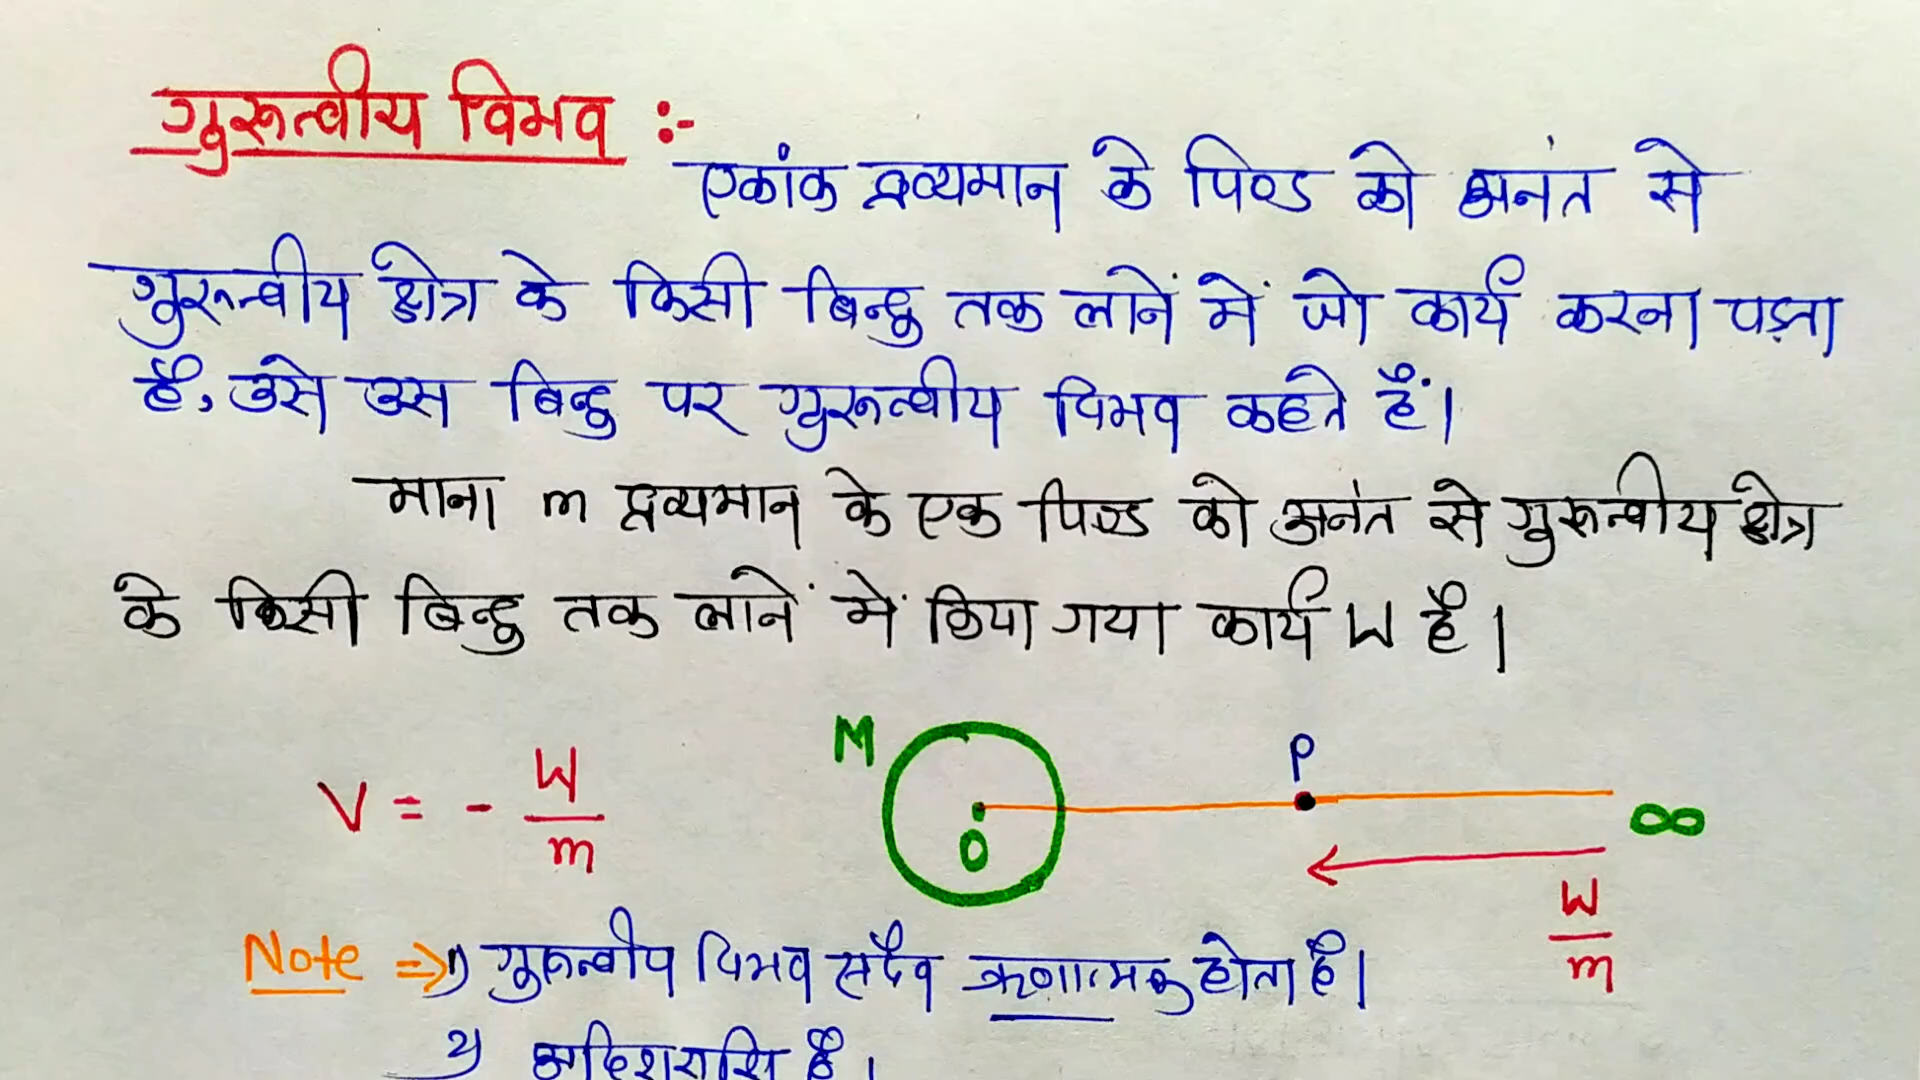 गुरूत्वीय विभव :-
एकांक द्रव्यमान के पिण्ड को अनंत से
गुरूत्वीय क्षेत्र के किसी बिन्दु तक लानें में जो कार्य करना पड़ता
है, उसे उस बिन्दु पर गुरूत्वीय विभव कहते हैं।
माना m द्रव्यमान के एक पिण्ड को अनंत से गुरूत्वीय क्षेत्र
के किसी बिन्दु तक लानें में किया गया कार्य W है।
M
P
V = - W/m
O
∞
W/m
Note ⇒ 1) गुरूत्वीय विभव सदैव ऋणात्मक होता है।
2) अदिशराशि है।